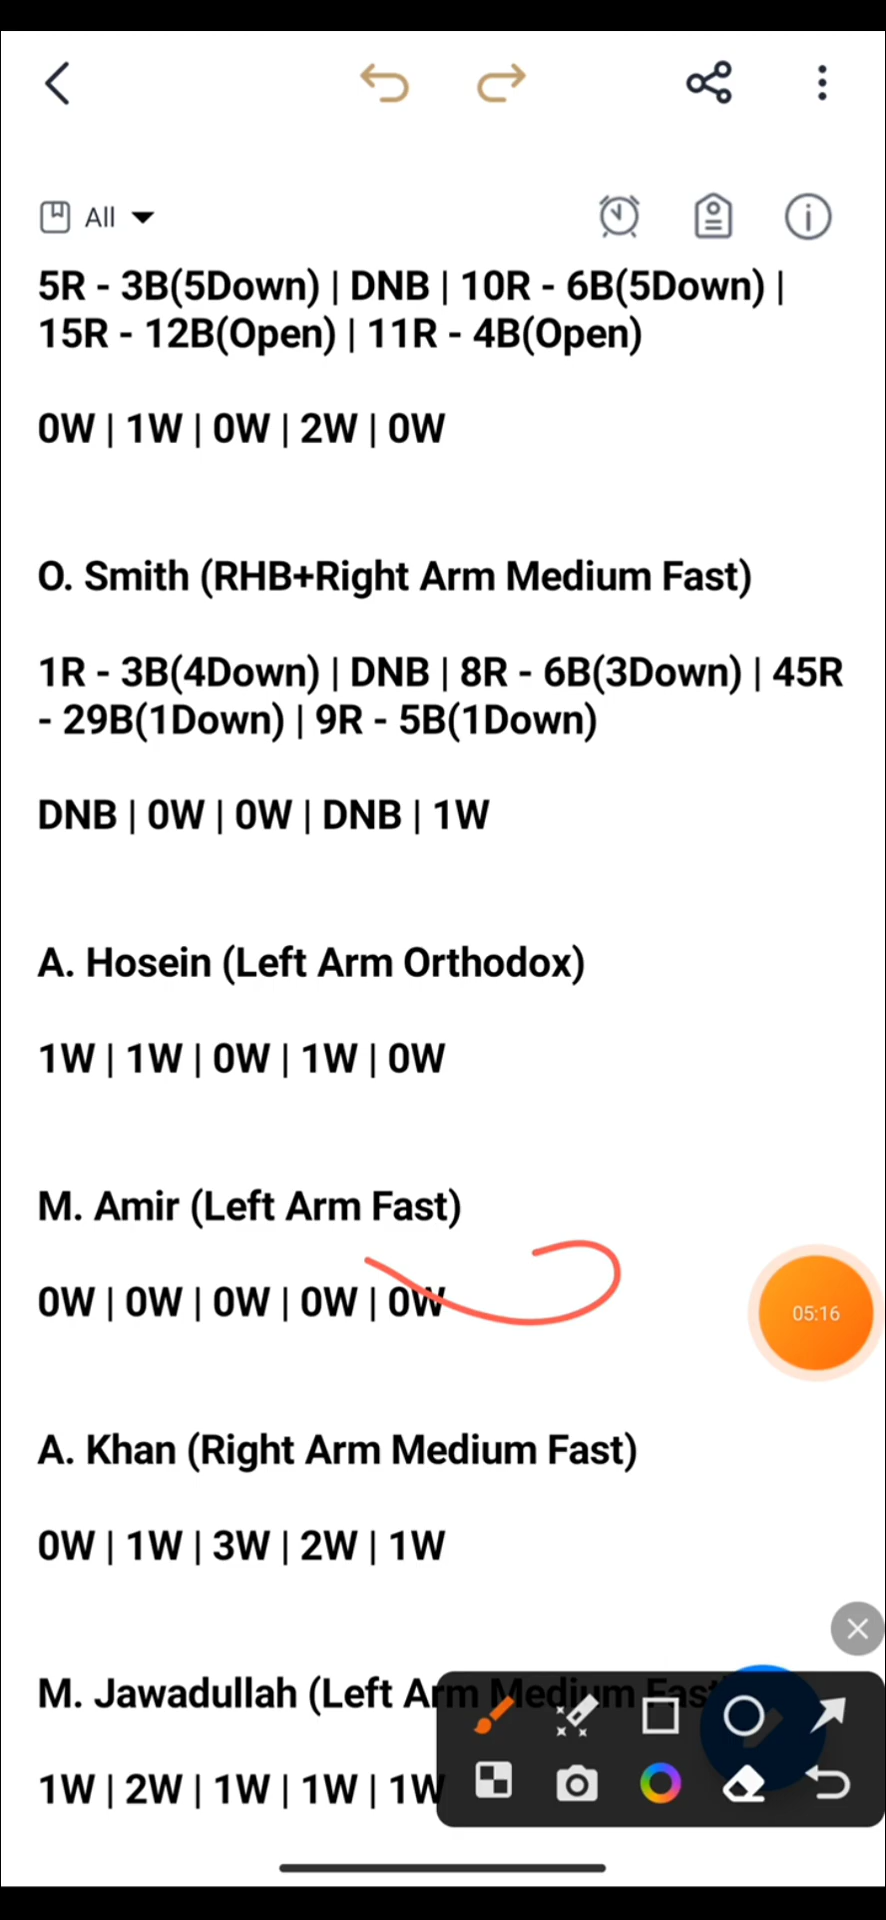 All
5R - 3B(5Down) | DNB | 10R - 6B(5Down) |
15R - 12B(Open) | 11R - 4B(Open)
0W | 1W | 0W | 2W | 0W
O. Smith (RHB+Right Arm Medium Fast)
1R - 3B(4Down) | DNB | 8R - 6B(3Down) | 45R
- 29B(1Down) | 9R - 5B(1Down)
DNB | 0W | 0W | DNB | 1W
A. Hosein (Left Arm Orthodox)
1W | 1W | 0W | 1W | 0W
M. Amir (Left Arm Fast)
0W | 0W | 0W | 0W | 0W
05:16
A. Khan (Right Arm Medium Fast)
0W | 1W | 3W | 2W | 1W
M. Jawadullah (Left Arm Medium Fast
1W | 2W | 1W | 1W | 1W